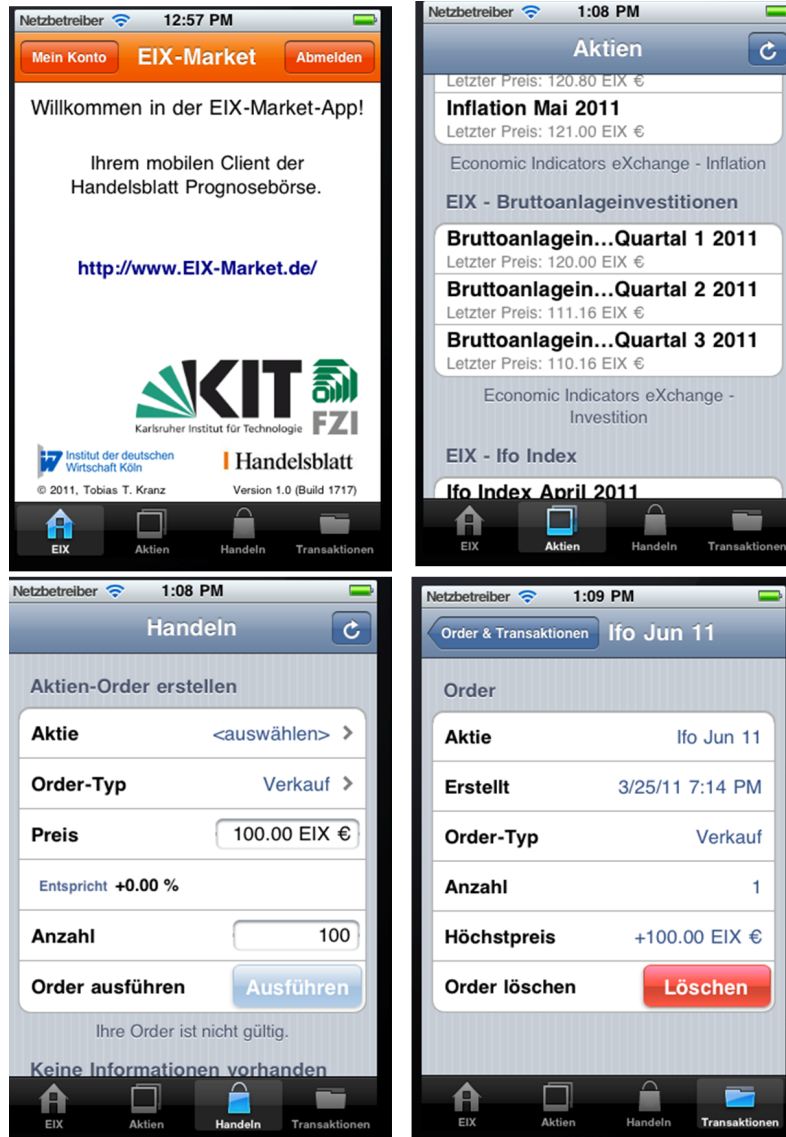 Netzbetreiber 12:57 PM
Mein Konto EIX-Market Abmelden
Willkommen in der EIX-Market-App!
Ihrem mobilen Client der
Handelsblatt Prognosebörse.
http://www.EIX-Market.de/
KIT
Karlsruher Institut für Technologie
FZI
Institut der deutschen
Wirtschaft Köln
Handelsblatt
© 2011, Tobias T. Kranz Version 1.0 (Build 1717)
EIX Aktien Handeln Transaktionen
Netzbetreiber 1:08 PM
Aktien
Letzter Preis: 120.80 EIX €
Inflation Mai 2011
Letzter Preis: 121.00 EIX €
Economic Indicators eXchange - Inflation
EIX - Bruttoanlageinvestitionen
Bruttoanlagein...Quartal 1 2011
Letzter Preis: 120.00 EIX €
Bruttoanlagein...Quartal 2 2011
Letzter Preis: 111.16 EIX €
Bruttoanlagein...Quartal 3 2011
Letzter Preis: 110.16 EIX €
Economic Indicators eXchange -
Investition
EIX - Ifo Index
Ifo Index April 2011
EIX Aktien Handeln Transaktionen
Netzbetreiber 1:08 PM
Handeln
Aktien-Order erstellen
Aktie <auswählen>
Order-Typ Verkauf
Preis 100.00 EIX €
Entspricht +0.00 %
Anzahl 100
Order ausführen Ausführen
Ihre Order ist nicht gültig.
Keine Informationen vorhanden
EIX Aktien Handeln Transaktionen
Netzbetreiber 1:09 PM
Order & Transaktionen Ifo Jun 11
Order
Aktie Ifo Jun 11
Erstellt 3/25/11 7:14 PM
Order-Typ Verkauf
Anzahl 1
Höchstpreis +100.00 EIX €
Order löschen Löschen
EIX Aktien Handeln Transaktionen